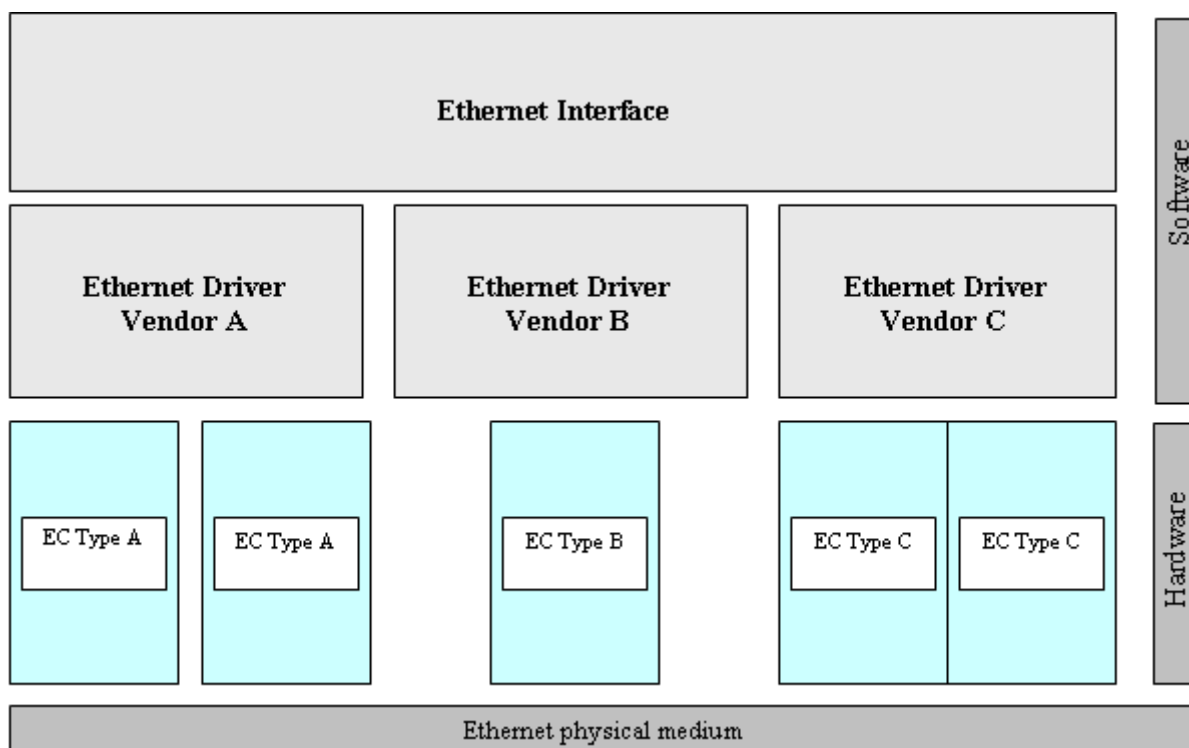 Ethernet Interface
Software
Ethernet Driver
Vendor A
Ethernet Driver
Vendor B
Ethernet Driver
Vendor C
EC Type A
EC Type A
EC Type B
EC Type C
EC Type C
Hardware
Ethernet physical medium